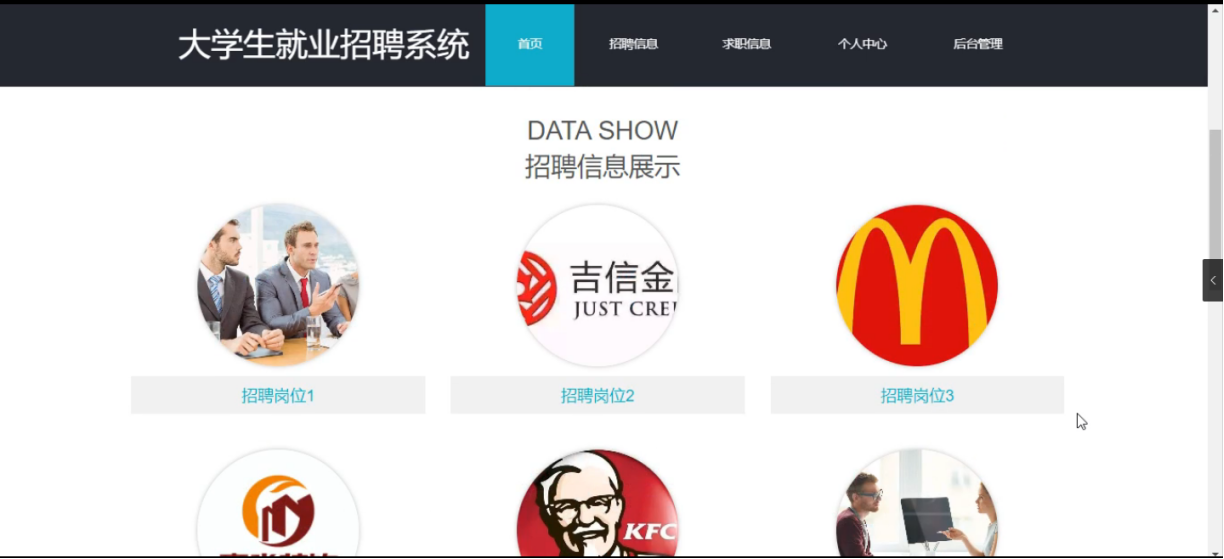 大学生就业招聘系统
首页
招聘信息
求职信息
个人中心
后台管理
DATA SHOW
招聘信息展示
吉信金
JUST CRE
招聘岗位1
招聘岗位2
招聘岗位3
KFC